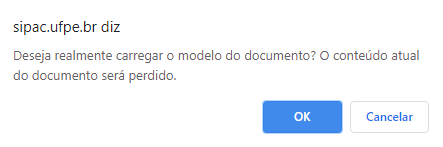 sipac.ufpe.br diz
Deseja realmente carregar o modelo do documento? O conteúdo atual
do documento será perdido.
OK
Cancelar